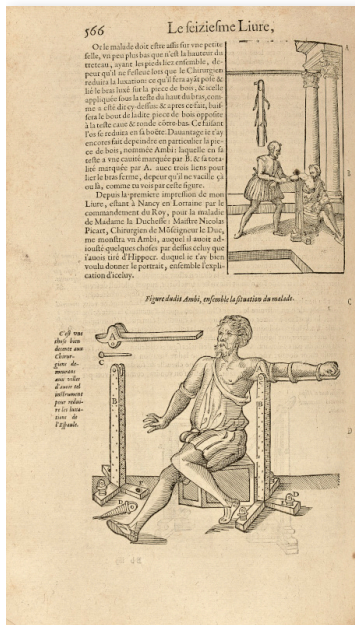 566
Le seiziesme Liure,
Or le malade doit estre assis sur vne petite
selle, vn peu plus bas que n'est la hauteur du
treteau, ayant les pieds liez ensemble, de-
peur qu'il ne s'esleue lors que le Chirurgien
reduira la luxation: ce qu'il fera ayãt posé &
lié le bras luxé sur la piece de bois, & icelle
appliquée sous la teste du haut du bras, com-
me a esté dit cy-dessus: & apres ce fait, bais-
sera le bout de ladite piece de bois opposite
à la teste caue & ronde côtre-bas. Ce faisant
l'os se reduira en sa boëte. Dauantage ie t'ay
encores fait depeindre en particulier la pie-
ce de bois, nommée Ambi: laquelle en sa
teste a vne cauité marquée par B. & sa tota-
lité marquée par A. auec trois liens pour
lier le bras ferme, depeur qu'il ne vacille çà
ou là, comme tu vois par ceste figure.
Depuis la premiere impression de mon
Liure, estant à Nancy en Lorraine par le
commandement du Roy, pour la maladie
de Madame la Duchesse: Maistre Nicolas
Picart, Chirurgien de Môseigneur le Duc,
me monstra vn Ambi, auquel il auoit ad-
iousté quelques choses par dessus celuy que
i'auois tiré d'Hippocr. duquel ie t'ay bien
voulu donner le portrait, ensemble l'expli-
cation d'iceluy.
Figure dudit Ambi, ensemble la situation du malade.
C'est vne
chose bien
decente aux
Chirur-
giens de-
meurans
aux villes
d'auoir tel
instrument
pour redui-
re les luxa-
tions de
l'Espaule.
A
C
B
B
D